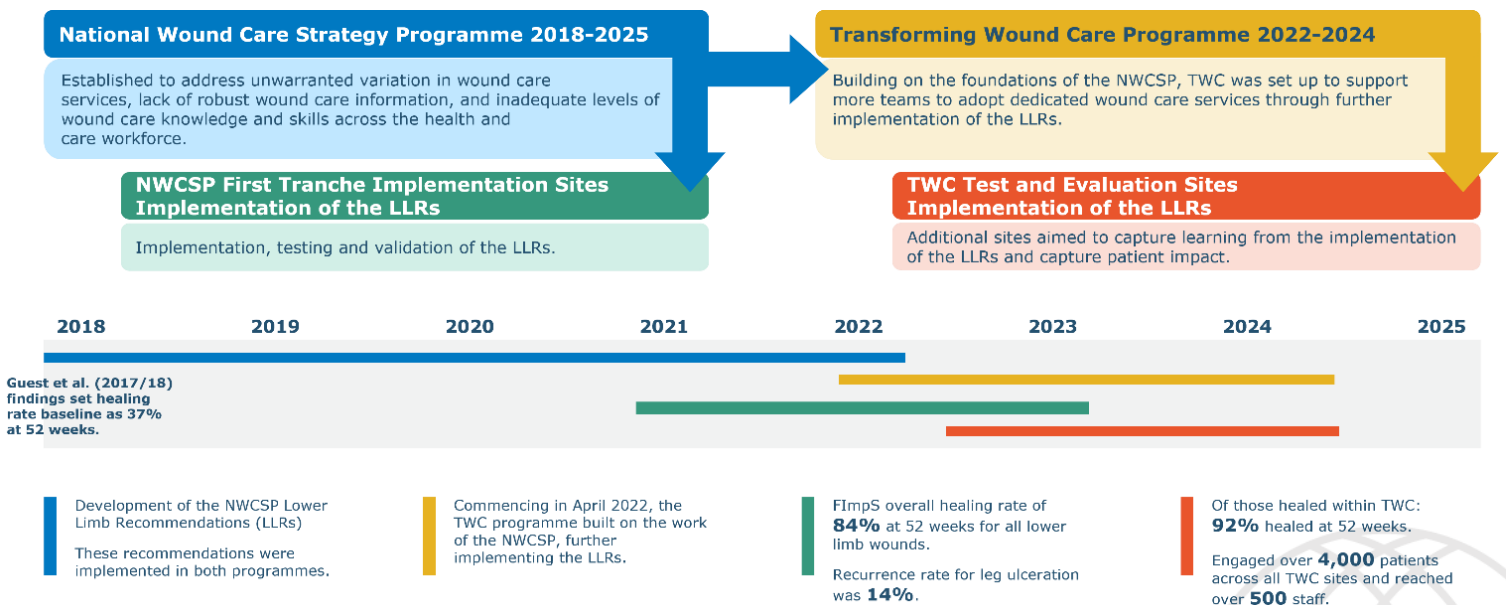 National Wound Care Strategy Programme 2018-2025
Established to address unwarranted variation in wound care
services, lack of robust wound care information, and inadequate levels of
wound care knowledge and skills across the health and
care workforce.
Transforming Wound Care Programme 2022-2024
Building on the foundations of the NWCSP, TWC was set up to support
more teams to adopt dedicated wound care services through further
implementation of the LLRs.
NWCSP First Tranche Implementation Sites
Implementation of the LLRs
Implementation, testing and validation of the LLRs.
TWC Test and Evaluation Sites
Implementation of the LLRs
Additional sites aimed to capture learning from the implementation
of the LLRs and capture patient impact.
2018 2019 2020 2021 2022 2023 2024 2025
Guest et al. (2017/18)
findings set healing
rate baseline as 37%
at 52 weeks.
Development of the NWCSP Lower
Limb Recommendations (LLRs)
These recommendations were
implemented in both programmes.
Commencing in April 2022, the
TWC programme built on the work
of the NWCSP, further
implementing the LLRs.
FImpS overall healing rate of
84% at 52 weeks for all lower
limb wounds.
Recurrence rate for leg ulceration
was 14%.
Of those healed within TWC:
92% healed at 52 weeks.
Engaged over 4,000 patients
across all TWC sites and reached
over 500 staff.